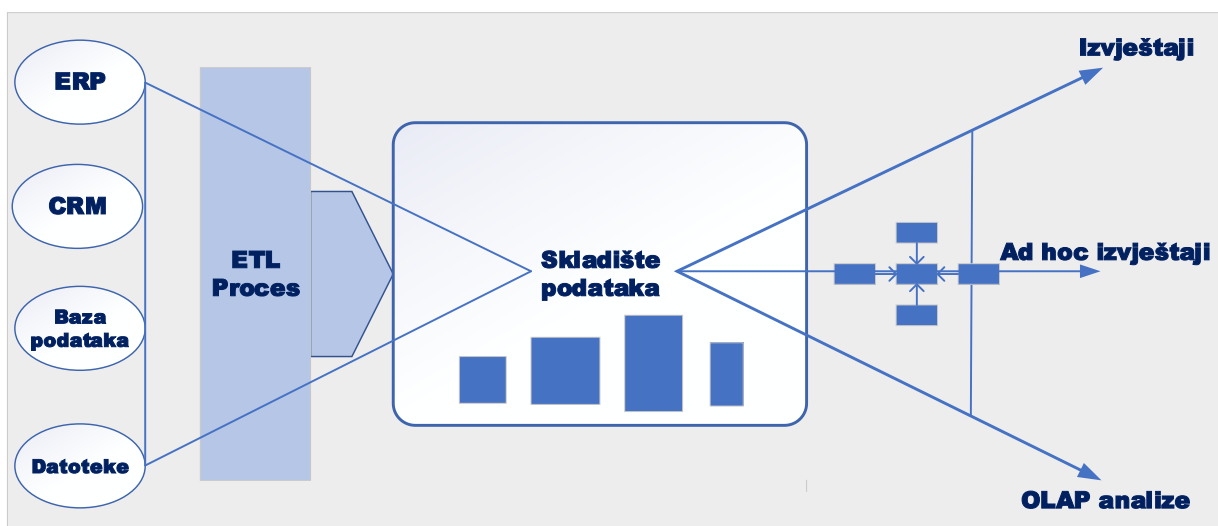 ERP
CRM
Baza
podataka
Datoteke
ETL
Proces
Skladište
podataka
Izvještaji
Ad hoc izvještaji
OLAP analize